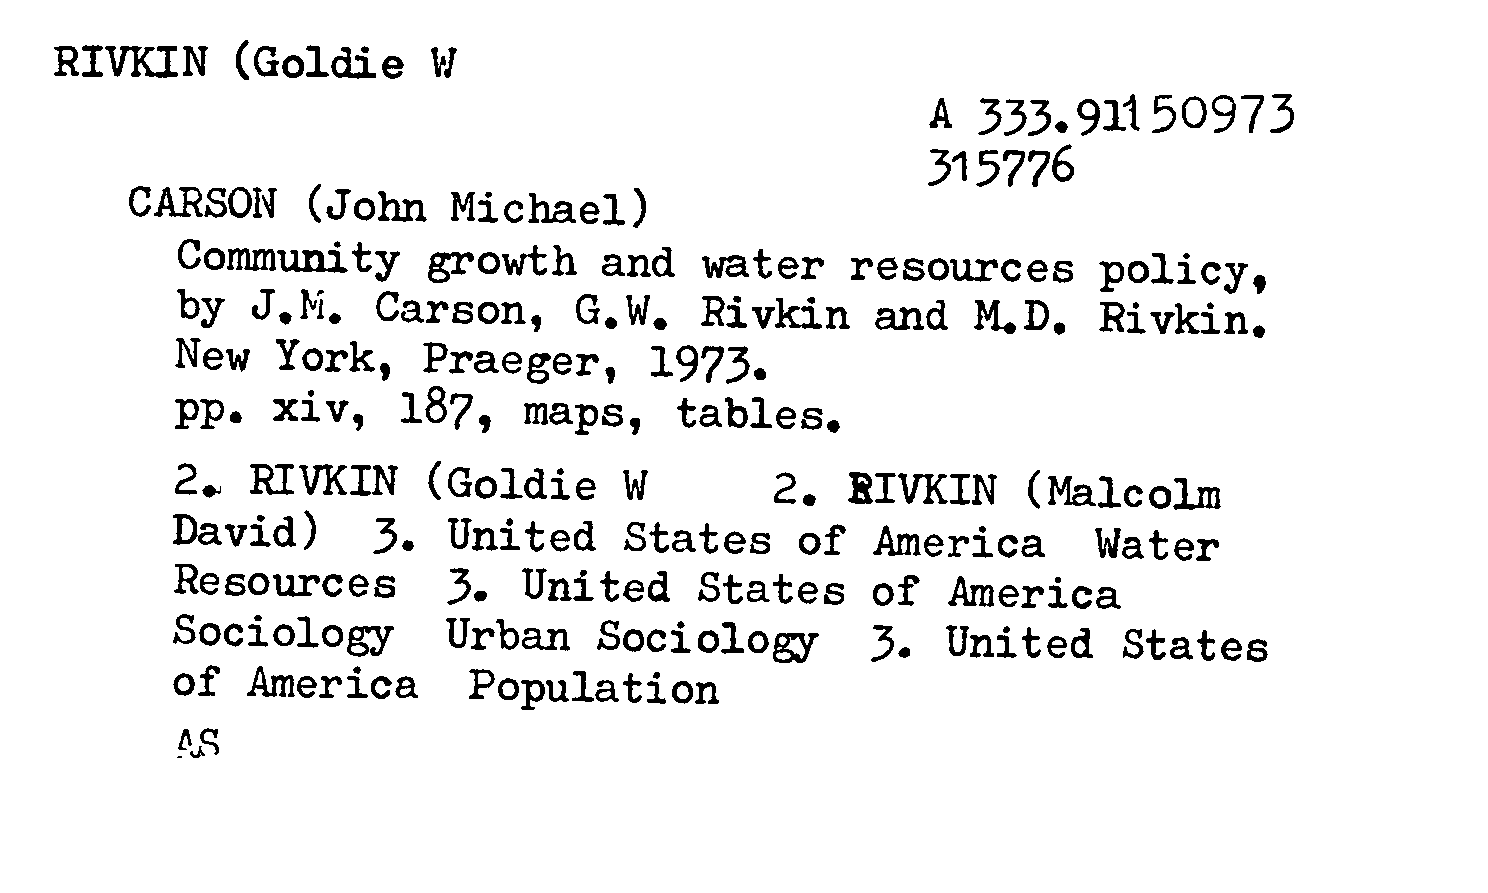 RIVKIN (Goldie W
A 333.91150973
315776
CARSON (John Michael)
Community growth and water resources policy,
by J.M. Carson, G.W. Rivkin and M.D. Rivkin.
New York, Praeger, 1973.
pp. xiv, 187, maps, tables.
2. RIVKIN (Goldie W    2. RIVKIN (Malcolm
David)  3. United States of America  Water
Resources  3. United States of America
Sociology  Urban Sociology  3. United States
of America  Population
AS